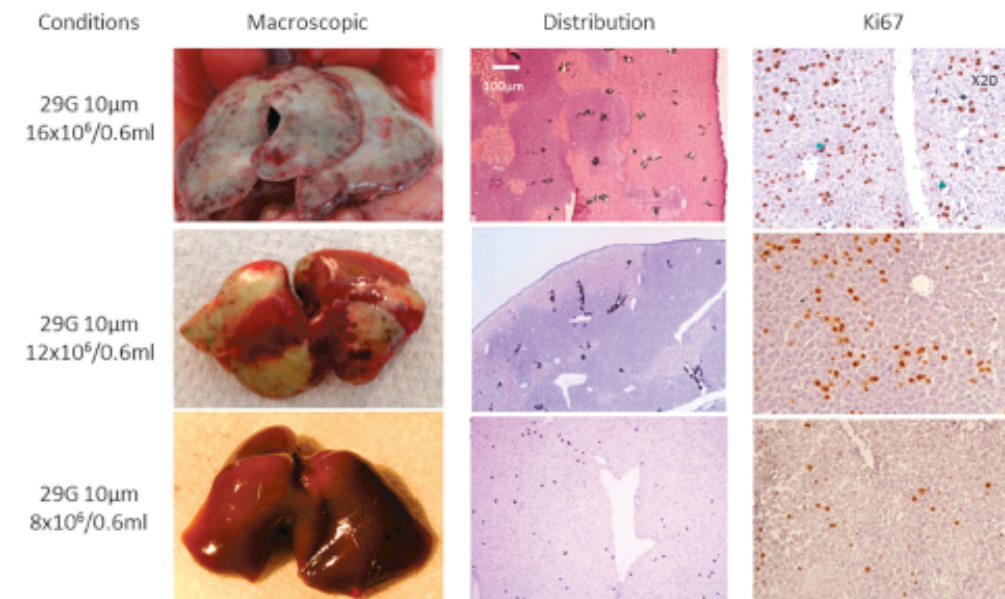 Conditions Macroscopic Distribution Ki67
29G 10µm
16x10⁶/0.6ml
100µm
X20
29G 10µm
12x10⁶/0.6ml
29G 10µm
8x10⁶/0.6ml